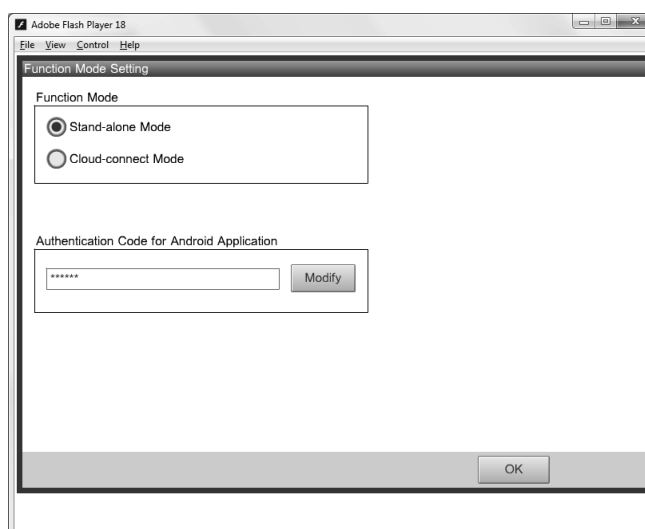 Adobe Flash Player 18
File View Control Help
Function Mode Setting
Function Mode
Stand-alone Mode
Cloud-connect Mode
Authentication Code for Android Application
****** Modify
OK